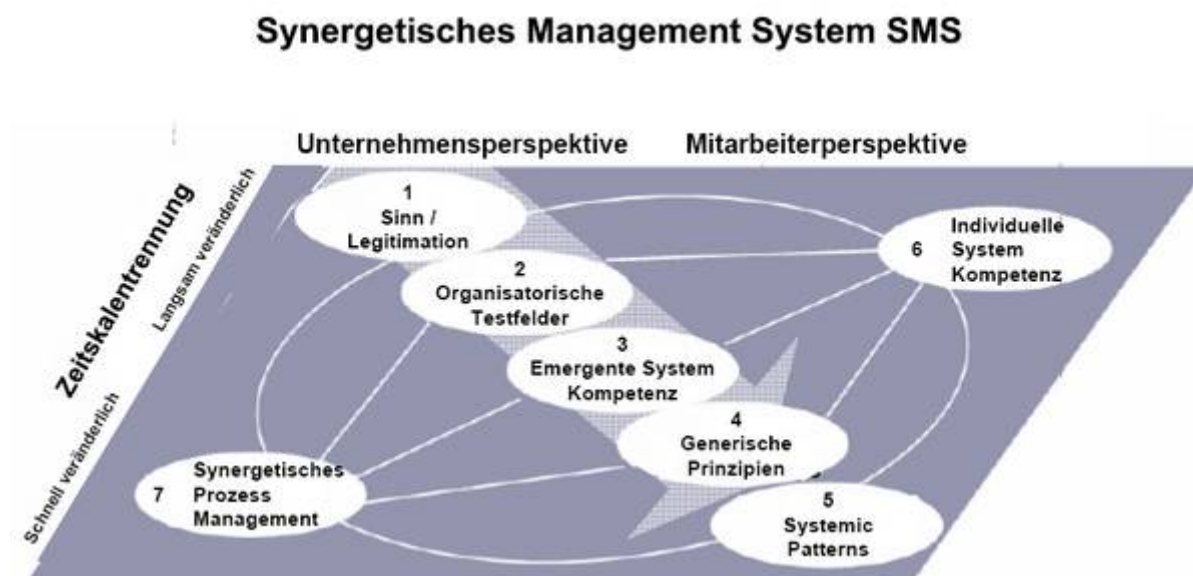 Synergetisches Management System SMS
Unternehmensperspektive
Mitarbeiterperspektive
Zeitskalentrennung
Langsam veränderlich
Schnell veränderlich
1
Sinn /
Legitimation
2
Organisatorische
Testfelder
3
Emergente System
Kompetenz
4
Generische
Prinzipien
5
Systemic
Patterns
6
Individuelle
System
Kompetenz
7
Synergetisches
Prozess
Management